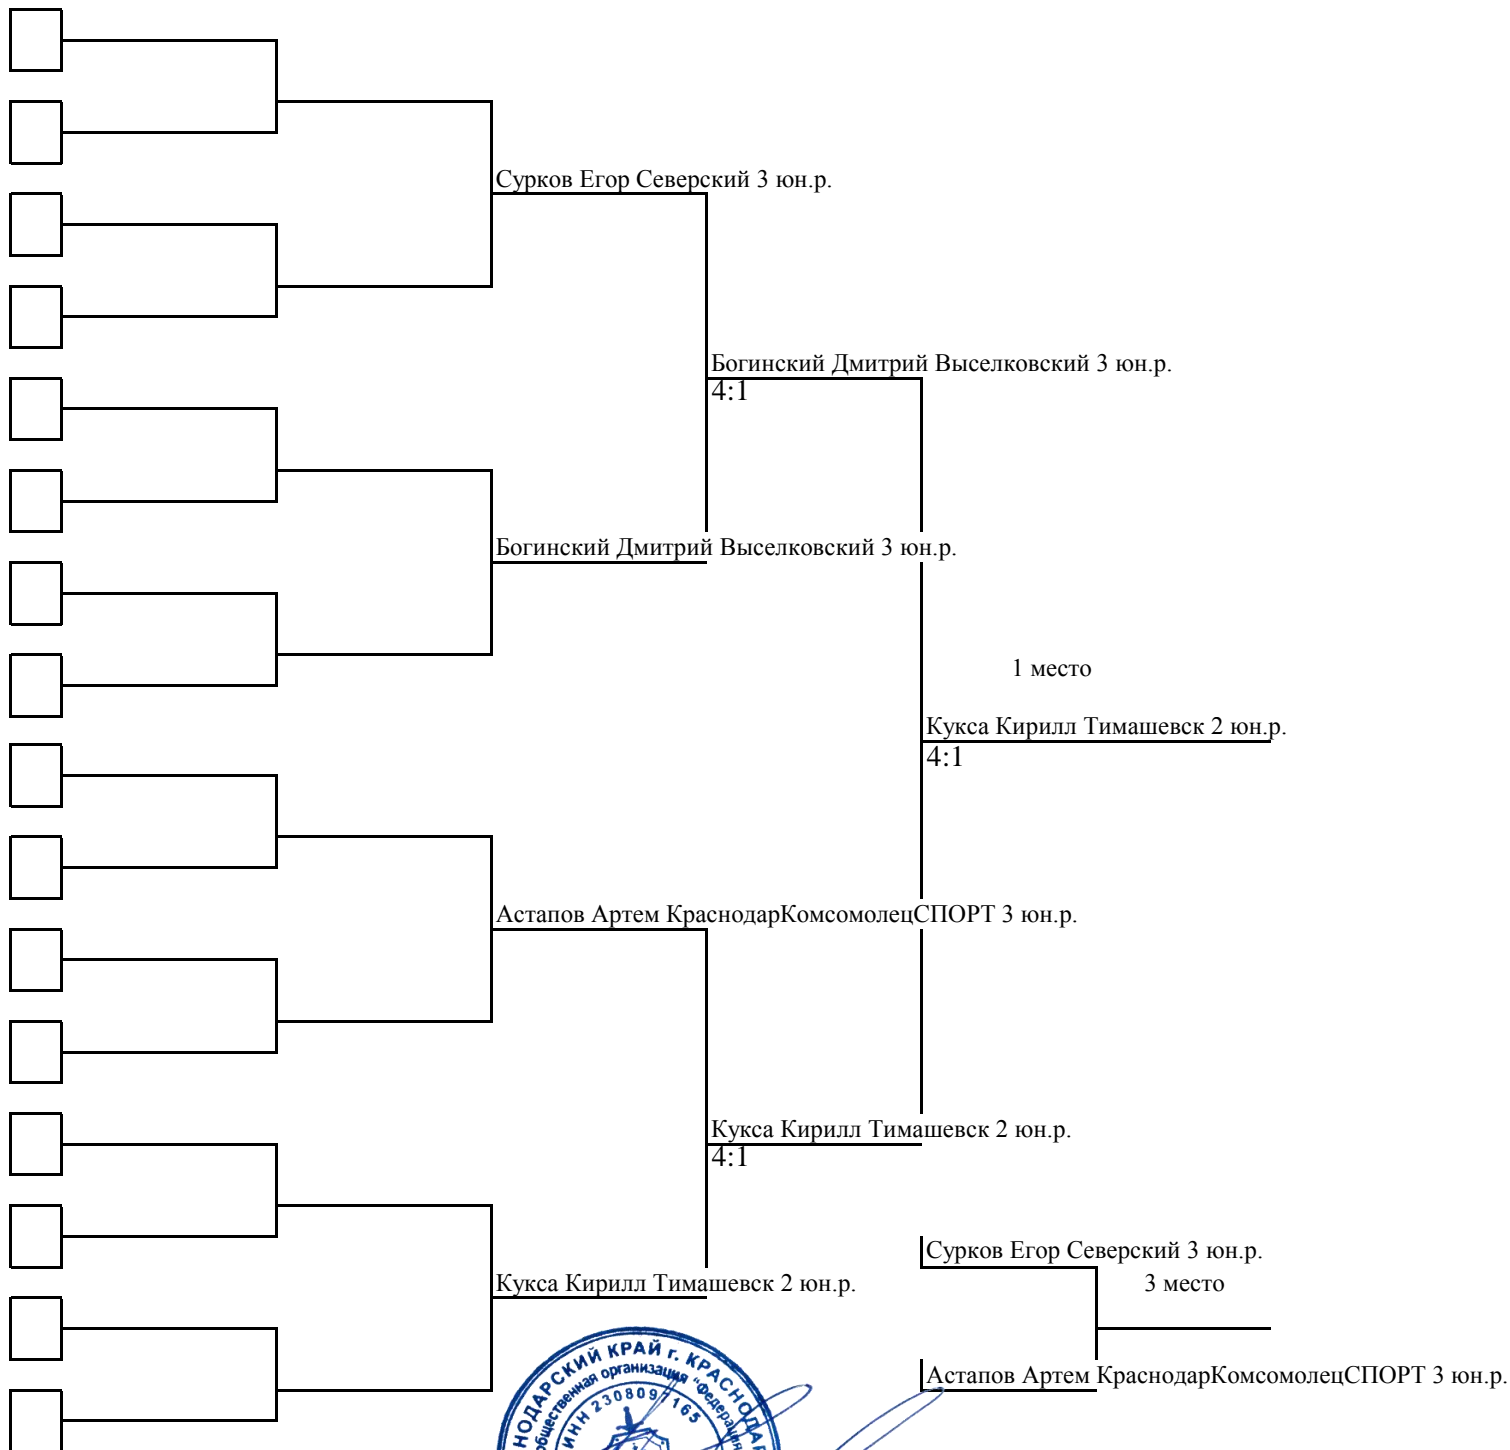 Сурков Егор Северский 3 юн.р.
Богинский Дмитрий Выселковский 3 юн.р.
4:1
Богинский Дмитрий Выселковский 3 юн.р.
1 место
Кукса Кирилл Тимашевск 2 юн.р.
4:1
Астапов Артем КраснодарКомсомолецСПОРТ 3 юн.р.
Кукса Кирилл Тимашевск 2 юн.р.
4:1
Сурков Егор Северский 3 юн.р.
Кукса Кирилл Тимашевск 2 юн.р.
3 место
Астапов Артем КраснодарКомсомолецСПОРТ 3 юн.р.
КРАЙ г.
общественная организация "Федерация
ИНН